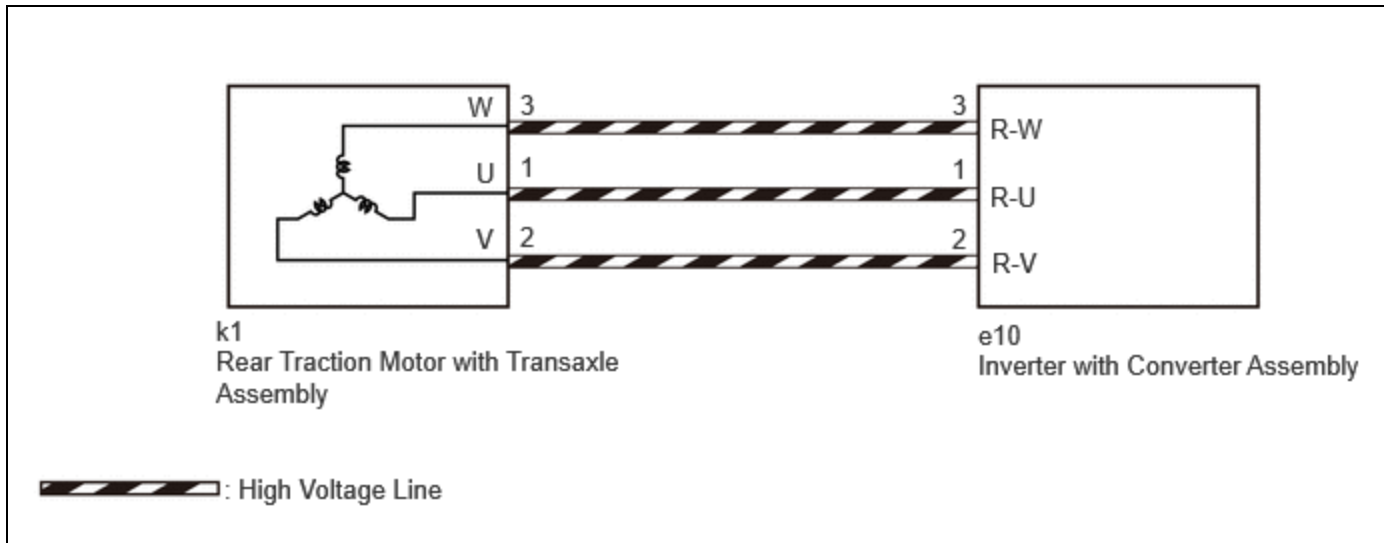 W 3 3 R-W
U 1 1 R-U
V 2 2 R-V
k1
Rear Traction Motor with Transaxle
Assembly
e10
Inverter with Converter Assembly
: High Voltage Line